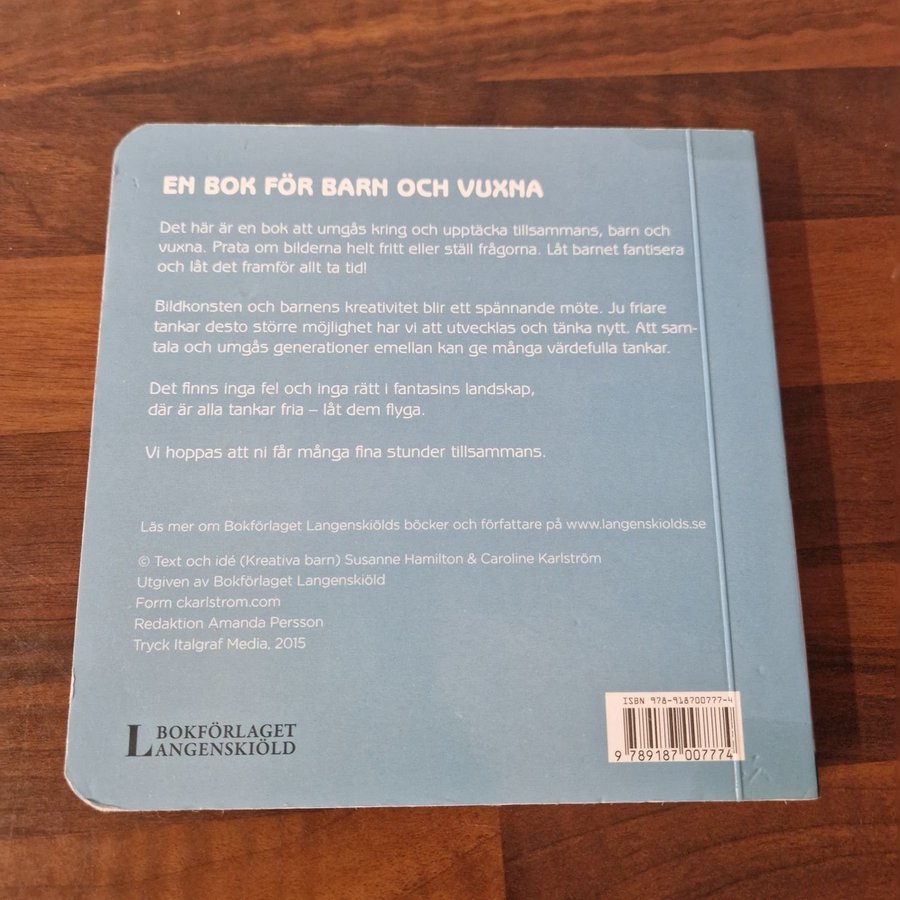 EN BOK FÖR BARN OCH VUXNA
Det här är en bok att umgås kring och upptäcka tillsammans, barn och
vuxna. Prata om bilderna helt fritt eller ställ frågorna. Låt barnet fantisera
och låt det framför allt ta tid!
Bildkonsten och barnens kreativitet blir ett spännande möte. Ju friare
tankar desto större möjlighet har vi att utvecklas och tänka nytt. Att sam-
tala och umgås generationer emellan kan ge många värdefulla tankar.
Det finns inga fel och inga rätt i fantasins landskap,
där är alla tankar fria – låt dem flyga.
Vi hoppas att ni får många fina stunder tillsammans.
Läs mer om Bokförlaget Langenskiölds böcker och författare på www.langenskiolds.se
© Text och idé (Kreativa barn) Susanne Hamilton & Caroline Karlström
Utgiven av Bokförlaget Langenskiöld
Form ckarlstrom.com
Redaktion Amanda Persson
Tryck Italgraf Media, 2015
BOKFÖRLAGET
LANGENSKIÖLD
ISBN 978-918700777-4
9 789187 007774